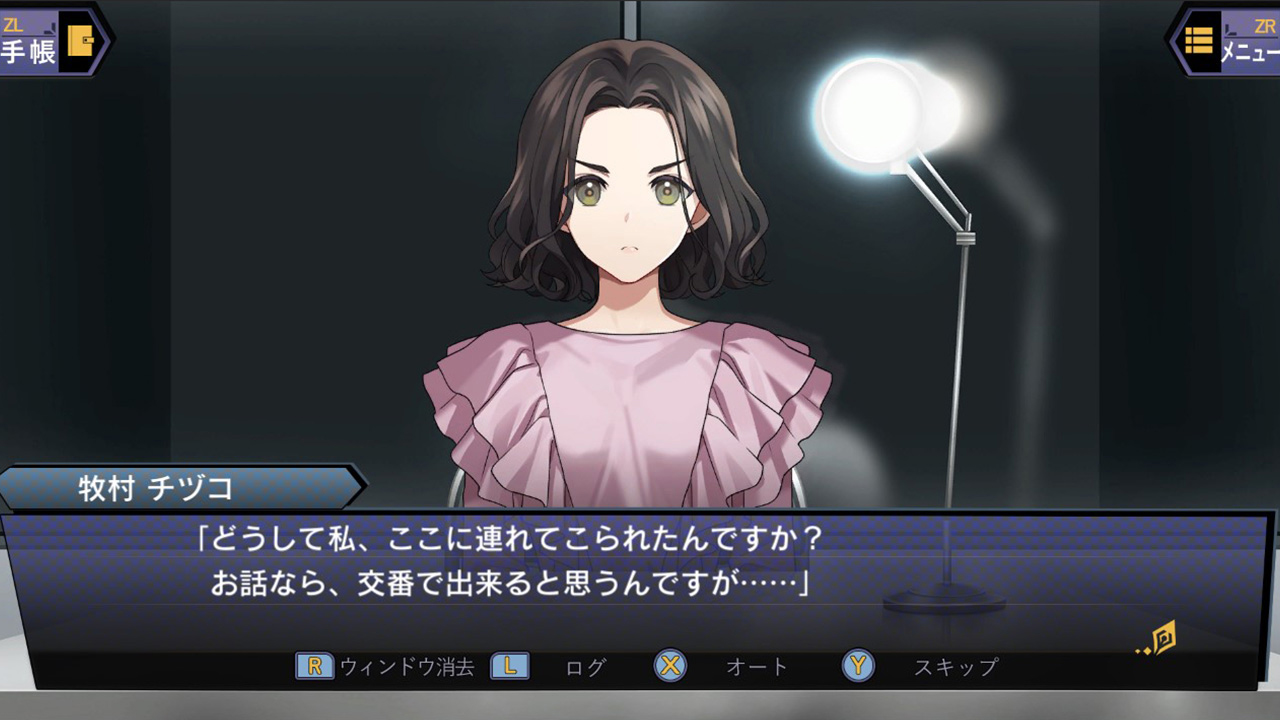 ZL
手帳
ZR
メニュー
牧村 チヅコ
「どうして私、ここに連れてこられたんですか？
お話なら、交番で出来ると思うんですが……」
R ウィンドウ消去 L ログ X オート Y スキップ